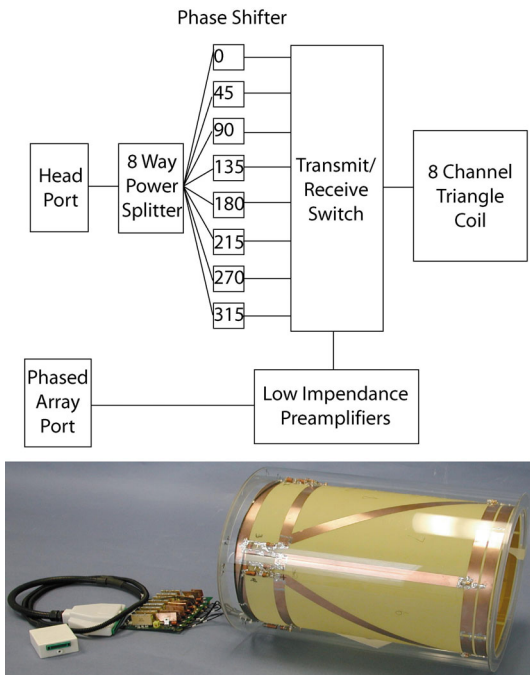 Phase Shifter
0
45
90
135
180
215
270
315
Head
Port
8 Way
Power
Splitter
Transmit/
Receive
Switch
8 Channel
Triangle
Coil
Phased
Array
Port
Low Impendance
Preamplifiers